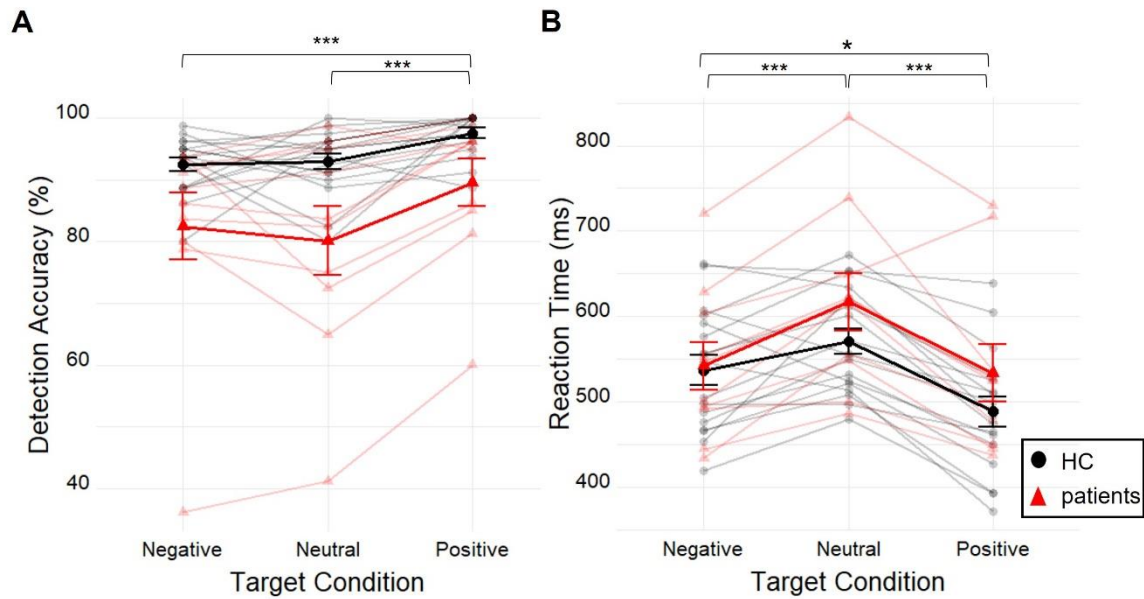 A
***
***
Detection Accuracy (%)
100
80
60
40
Negative Neutral Positive
Target Condition
B
*
*** ***
Reaction Time (ms)
800
700
600
500
400
Negative Neutral Positive
Target Condition
HC
patients